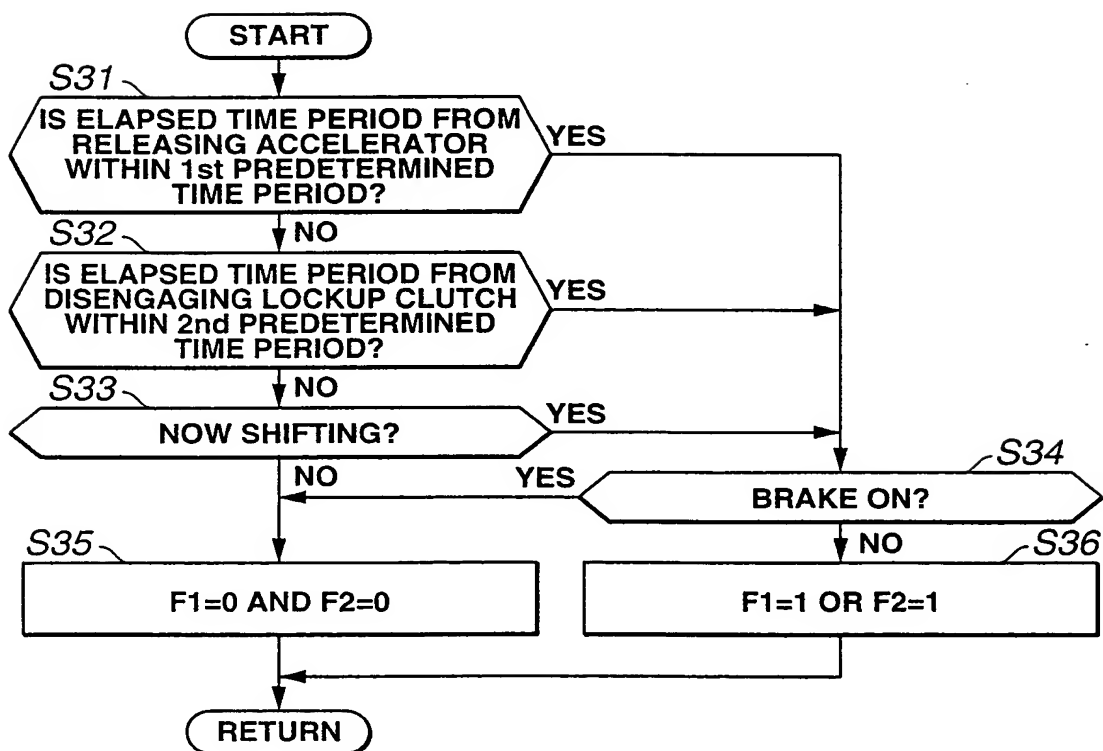 START
S31
IS ELAPSED TIME PERIOD FROM
RELEASING ACCELERATOR
WITHIN 1st PREDETERMINED
TIME PERIOD?
YES
NO
S32
IS ELAPSED TIME PERIOD FROM
DISENGAGING LOCKUP CLUTCH
WITHIN 2nd PREDETERMINED
TIME PERIOD?
YES
NO
S33
NOW SHIFTING?
YES
NO
S34
BRAKE ON?
YES
NO
S35
F1=0 AND F2=0
S36
F1=1 OR F2=1
RETURN